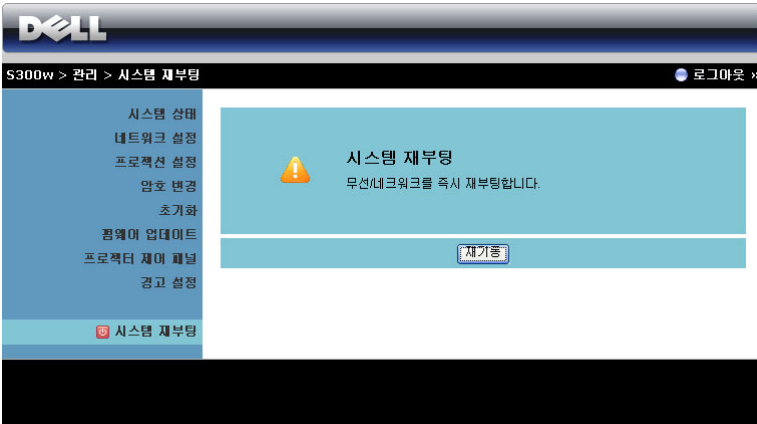 DELL
S300w > 관리 > 시스템 재부팅
로그아웃 »
시스템 상태
네트워크 설정
프로젝션 설정
암호 변경
초기화
펌웨어 업데이트
프로젝터 제어 패널
경고 설정
시스템 재부팅
시스템 재부팅
무선/네크워크를 즉시 재부팅합니다.
재기동